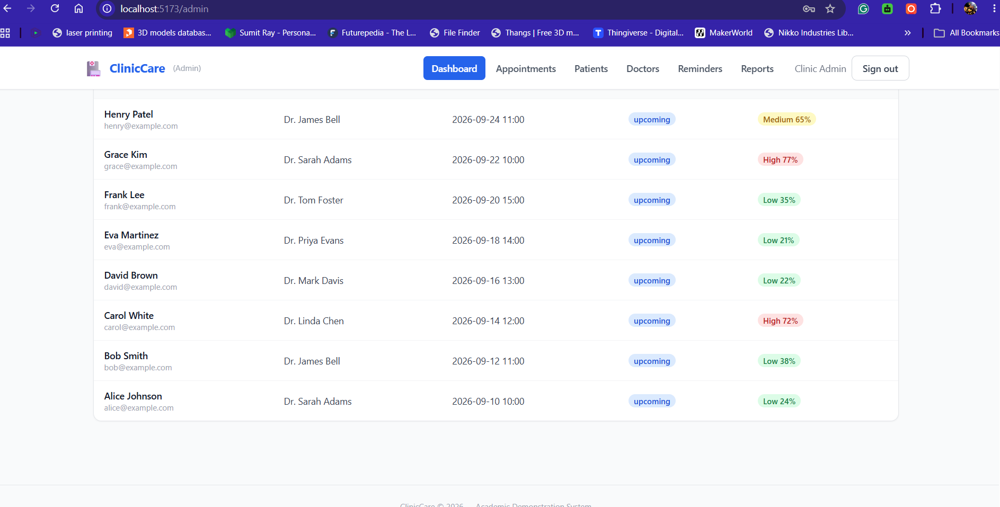 localhost:5173/admin
laser printing
3D models databas...
Sumit Ray - Persona...
Futurepedia - The L...
File Finder
Thangs | Free 3D m...
Thingiverse - Digital...
MakerWorld
Nikko Industries Lib...
All Bookmarks
ClinicCare (Admin) Dashboard Appointments Patients Doctors Reminders Reports Clinic Admin Sign out
Henry Patel
henry@example.com
Dr. James Bell
2026-09-24 11:00
upcoming
Medium 65%
Grace Kim
grace@example.com
Dr. Sarah Adams
2026-09-22 10:00
upcoming
High 77%
Frank Lee
frank@example.com
Dr. Tom Foster
2026-09-20 15:00
upcoming
Low 35%
Eva Martinez
eva@example.com
Dr. Priya Evans
2026-09-18 14:00
upcoming
Low 21%
David Brown
david@example.com
Dr. Mark Davis
2026-09-16 13:00
upcoming
Low 22%
Carol White
carol@example.com
Dr. Linda Chen
2026-09-14 12:00
upcoming
High 72%
Bob Smith
bob@example.com
Dr. James Bell
2026-09-12 11:00
upcoming
Low 38%
Alice Johnson
alice@example.com
Dr. Sarah Adams
2026-09-10 10:00
upcoming
Low 24%
ClinicCare © 2026 Academic Demonstration System